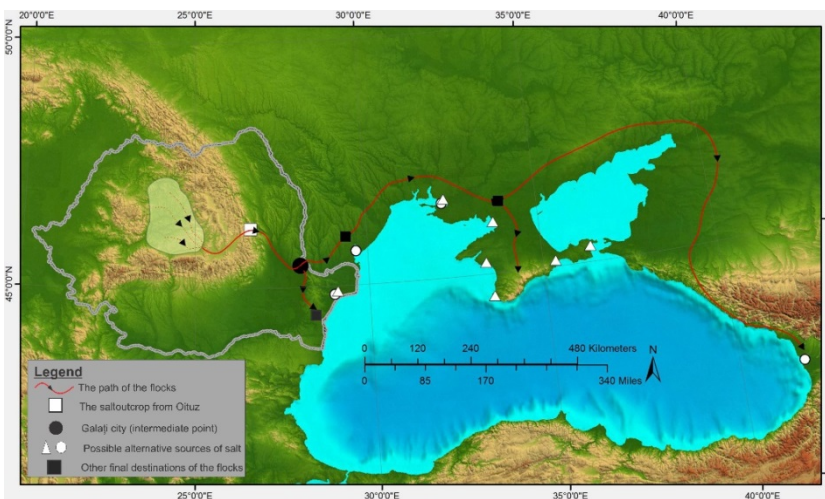 20°0'0"E 25°0'0"E 30°0'0"E 35°0'0"E 40°0'0"E
50°0'0"N
45°0'0"N
0 120 240 480 Kilometers
0 85 170 340 Miles
N
Legend
The path of the flocks
The saltoutcrop from Oituz
Galați city (intermediate point)
Possible alternative sources of salt
Other final destinations of the flocks
25°0'0"E 30°0'0"E 35°0'0"E 40°0'0"E